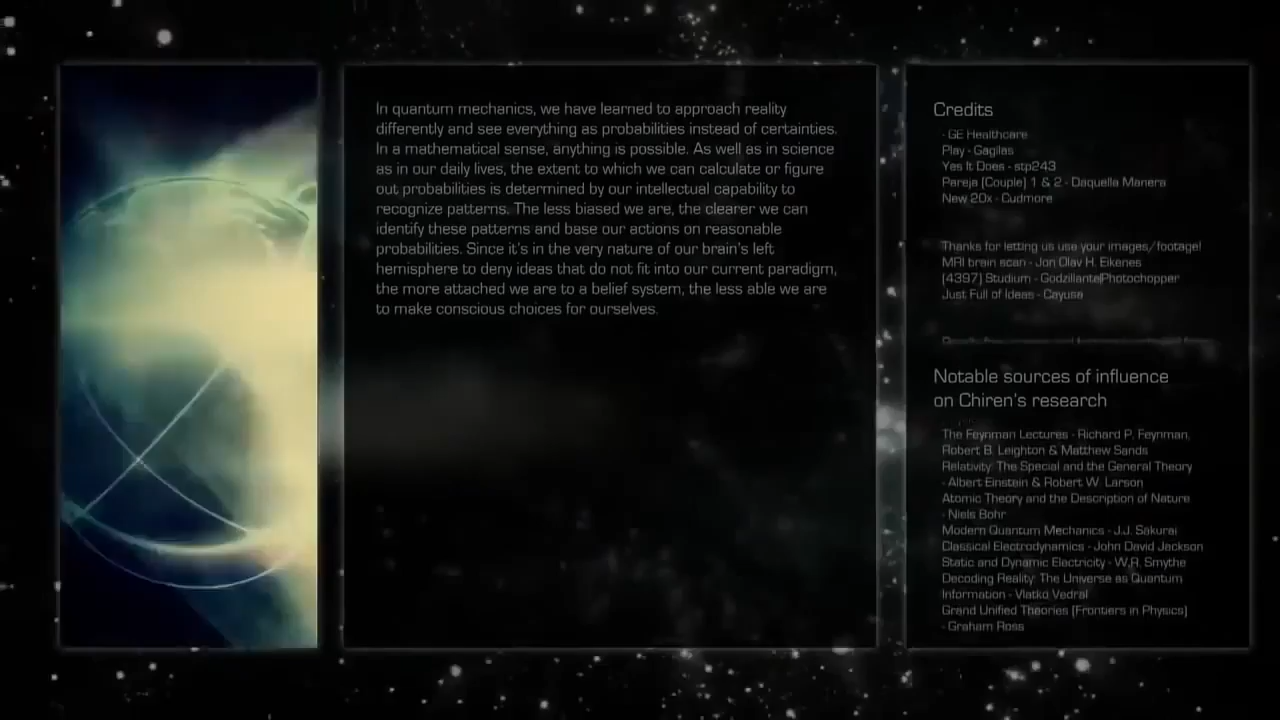 In quantum mechanics, we have learned to approach reality
differently and see everything as probabilities instead of certainties.
In a mathematical sense, anything is possible. As well as in science
as in our daily lives, the extent to which we can calculate or figure
out probabilities is determined by our intellectual capability to
recognize patterns. The less biased we are, the clearer we can
identify these patterns and base our actions on reasonable
probabilities. Since it's in the very nature of our brain's left
hemisphere to deny ideas that do not fit into our current paradigm,
the more attached we are to a belief system, the less able we are
to make conscious choices for ourselves.
Credits
- GE Healthcare
Play - Gagilas
Yes It Does - stp243
Pareja (Couple) 1 & 2 - Daquella Manera
New 20x - Cudmore
Thanks for letting us use your images/footage!
MRI brain scan - Jon Olav H. Eikenes
(4397) Studium - Godzillante|Photochopper
Just Full of Ideas - Cayusa
Notable sources of influence
on Chiren's research
The Feynman Lectures - Richard P. Feynman,
Robert B. Leighton & Matthew Sands
Relativity: The Special and the General Theory
- Albert Einstein & Robert W. Larson
Atomic Theory and the Description of Nature
- Niels Bohr
Modern Quantum Mechanics - J.J. Sakurai
Classical Electrodynamics - John David Jackson
Static and Dynamic Electricity - W.R. Smythe
Decoding Reality: The Universe as Quantum
Information - Vlatko Vedral
Grand Unified Theories (Frontiers in Physics)
- Graham Ross